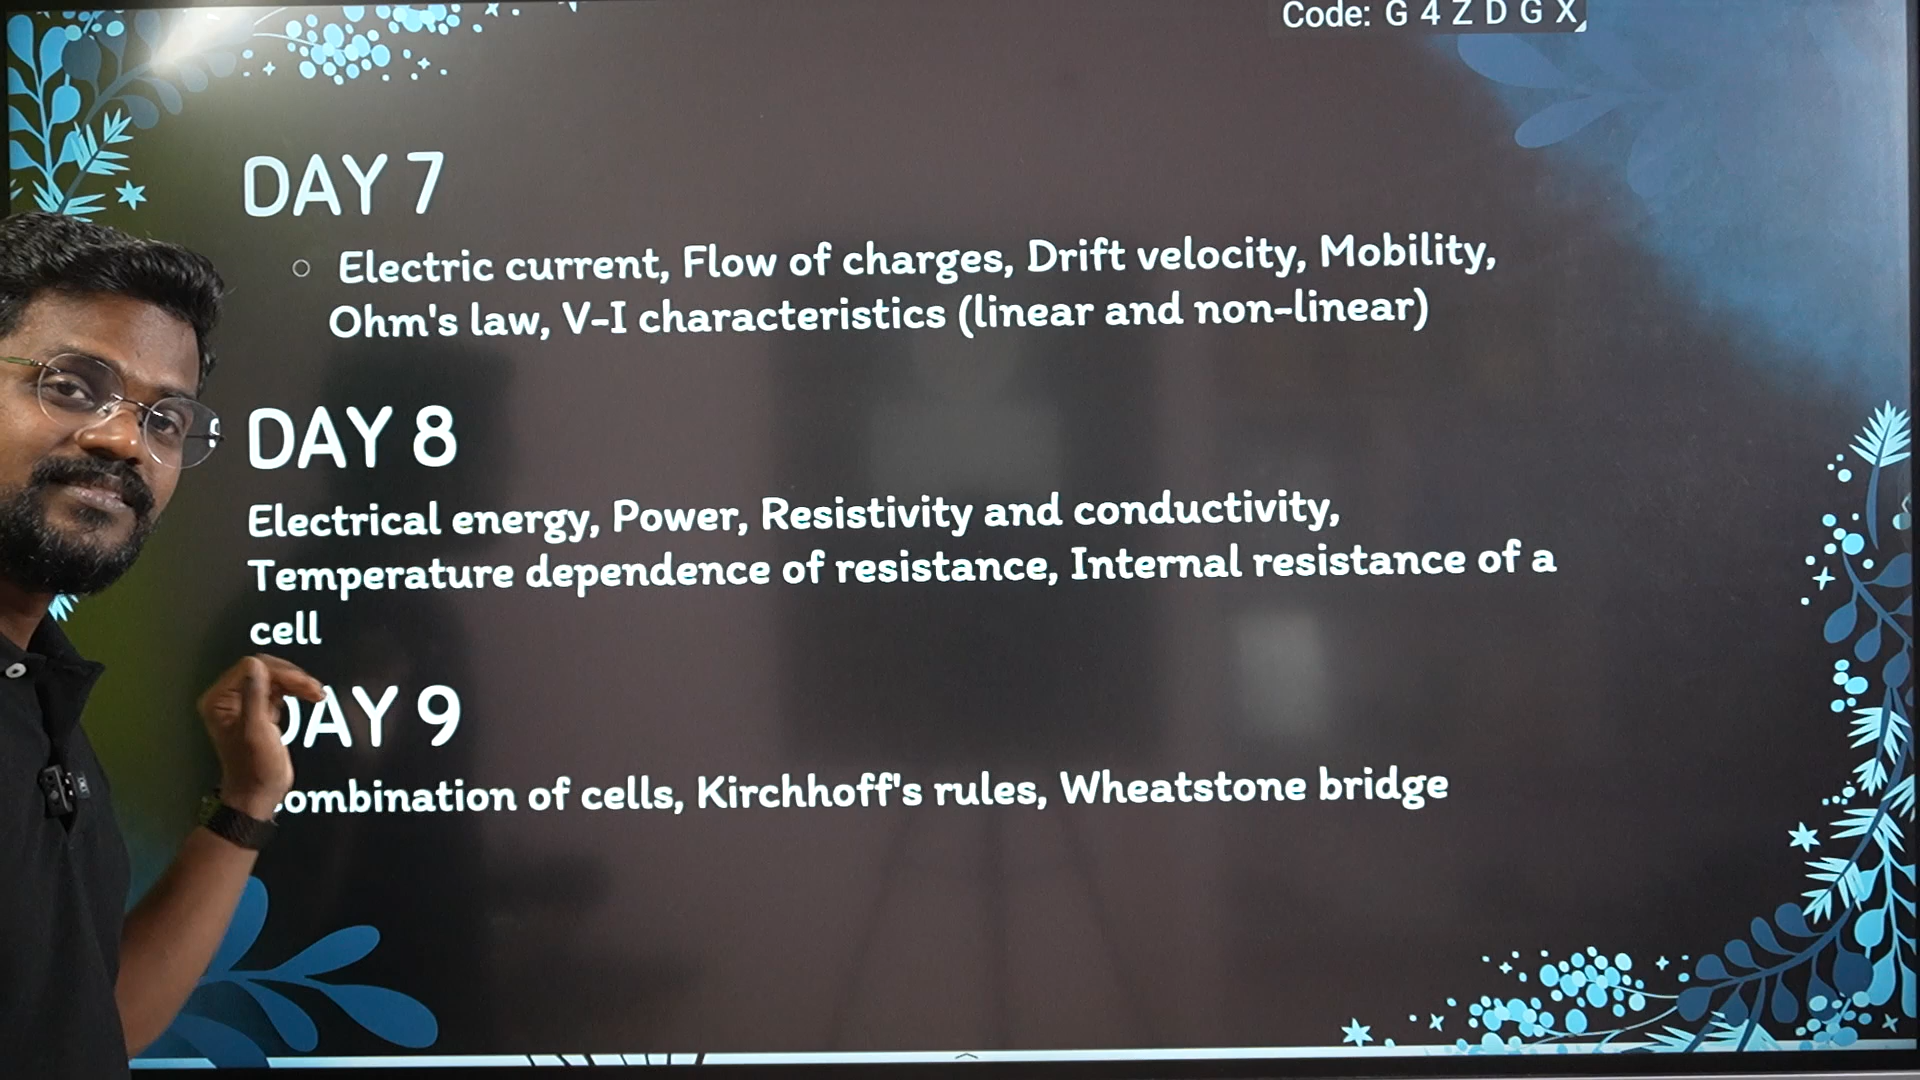 Code: G 4 Z D G X
DAY 7
Electric current, Flow of charges, Drift velocity, Mobility,
Ohm's law, V-I characteristics (linear and non-linear)
DAY 8
Electrical energy, Power, Resistivity and conductivity,
Temperature dependence of resistance, Internal resistance of a
cell
DAY 9
ombination of cells, Kirchhoff's rules, Wheatstone bridge